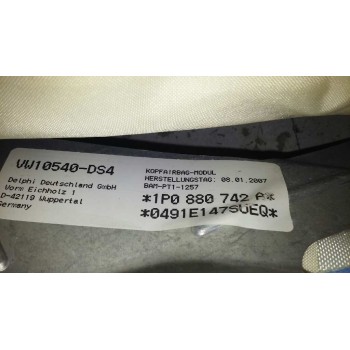 VW10540-DS4
Delphi Deutschland GmbH
Vorm Eichholz 1
D-42119 Wuppertal
Germany
KOPFAIRBAG-MODUL
HERSTELLUNGSTAG: 08.01.2007
BAM-PT1-1257
*1P0 880 742 A*
*0491E147SUEQ*